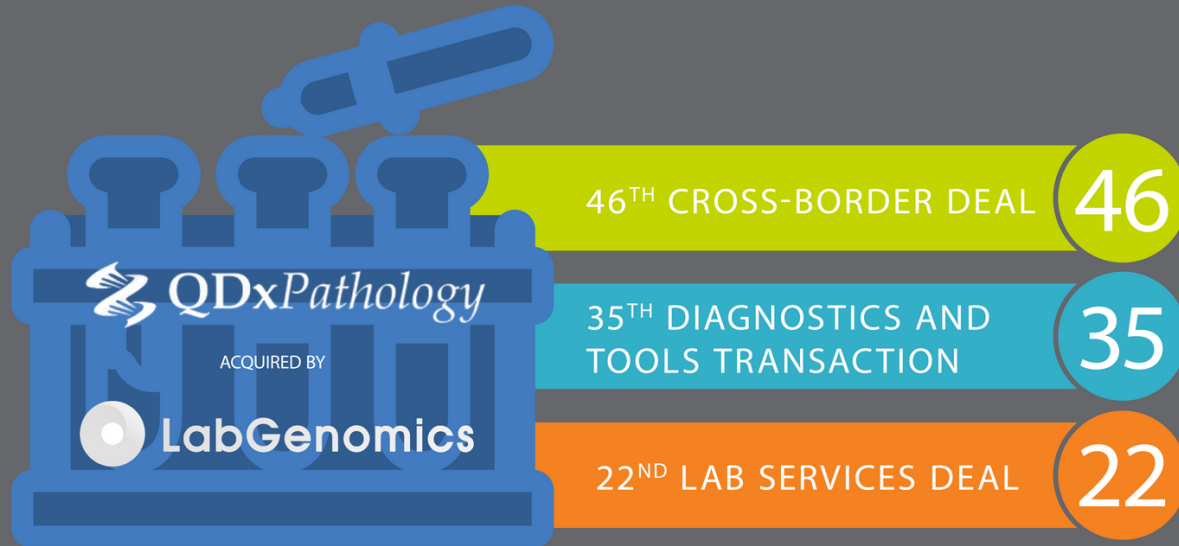 46TH CROSS-BORDER DEAL
46
QDxPathology
35TH DIAGNOSTICS AND
TOOLS TRANSACTION
35
ACQUIRED BY
LabGenomics
22ND LAB SERVICES DEAL
22